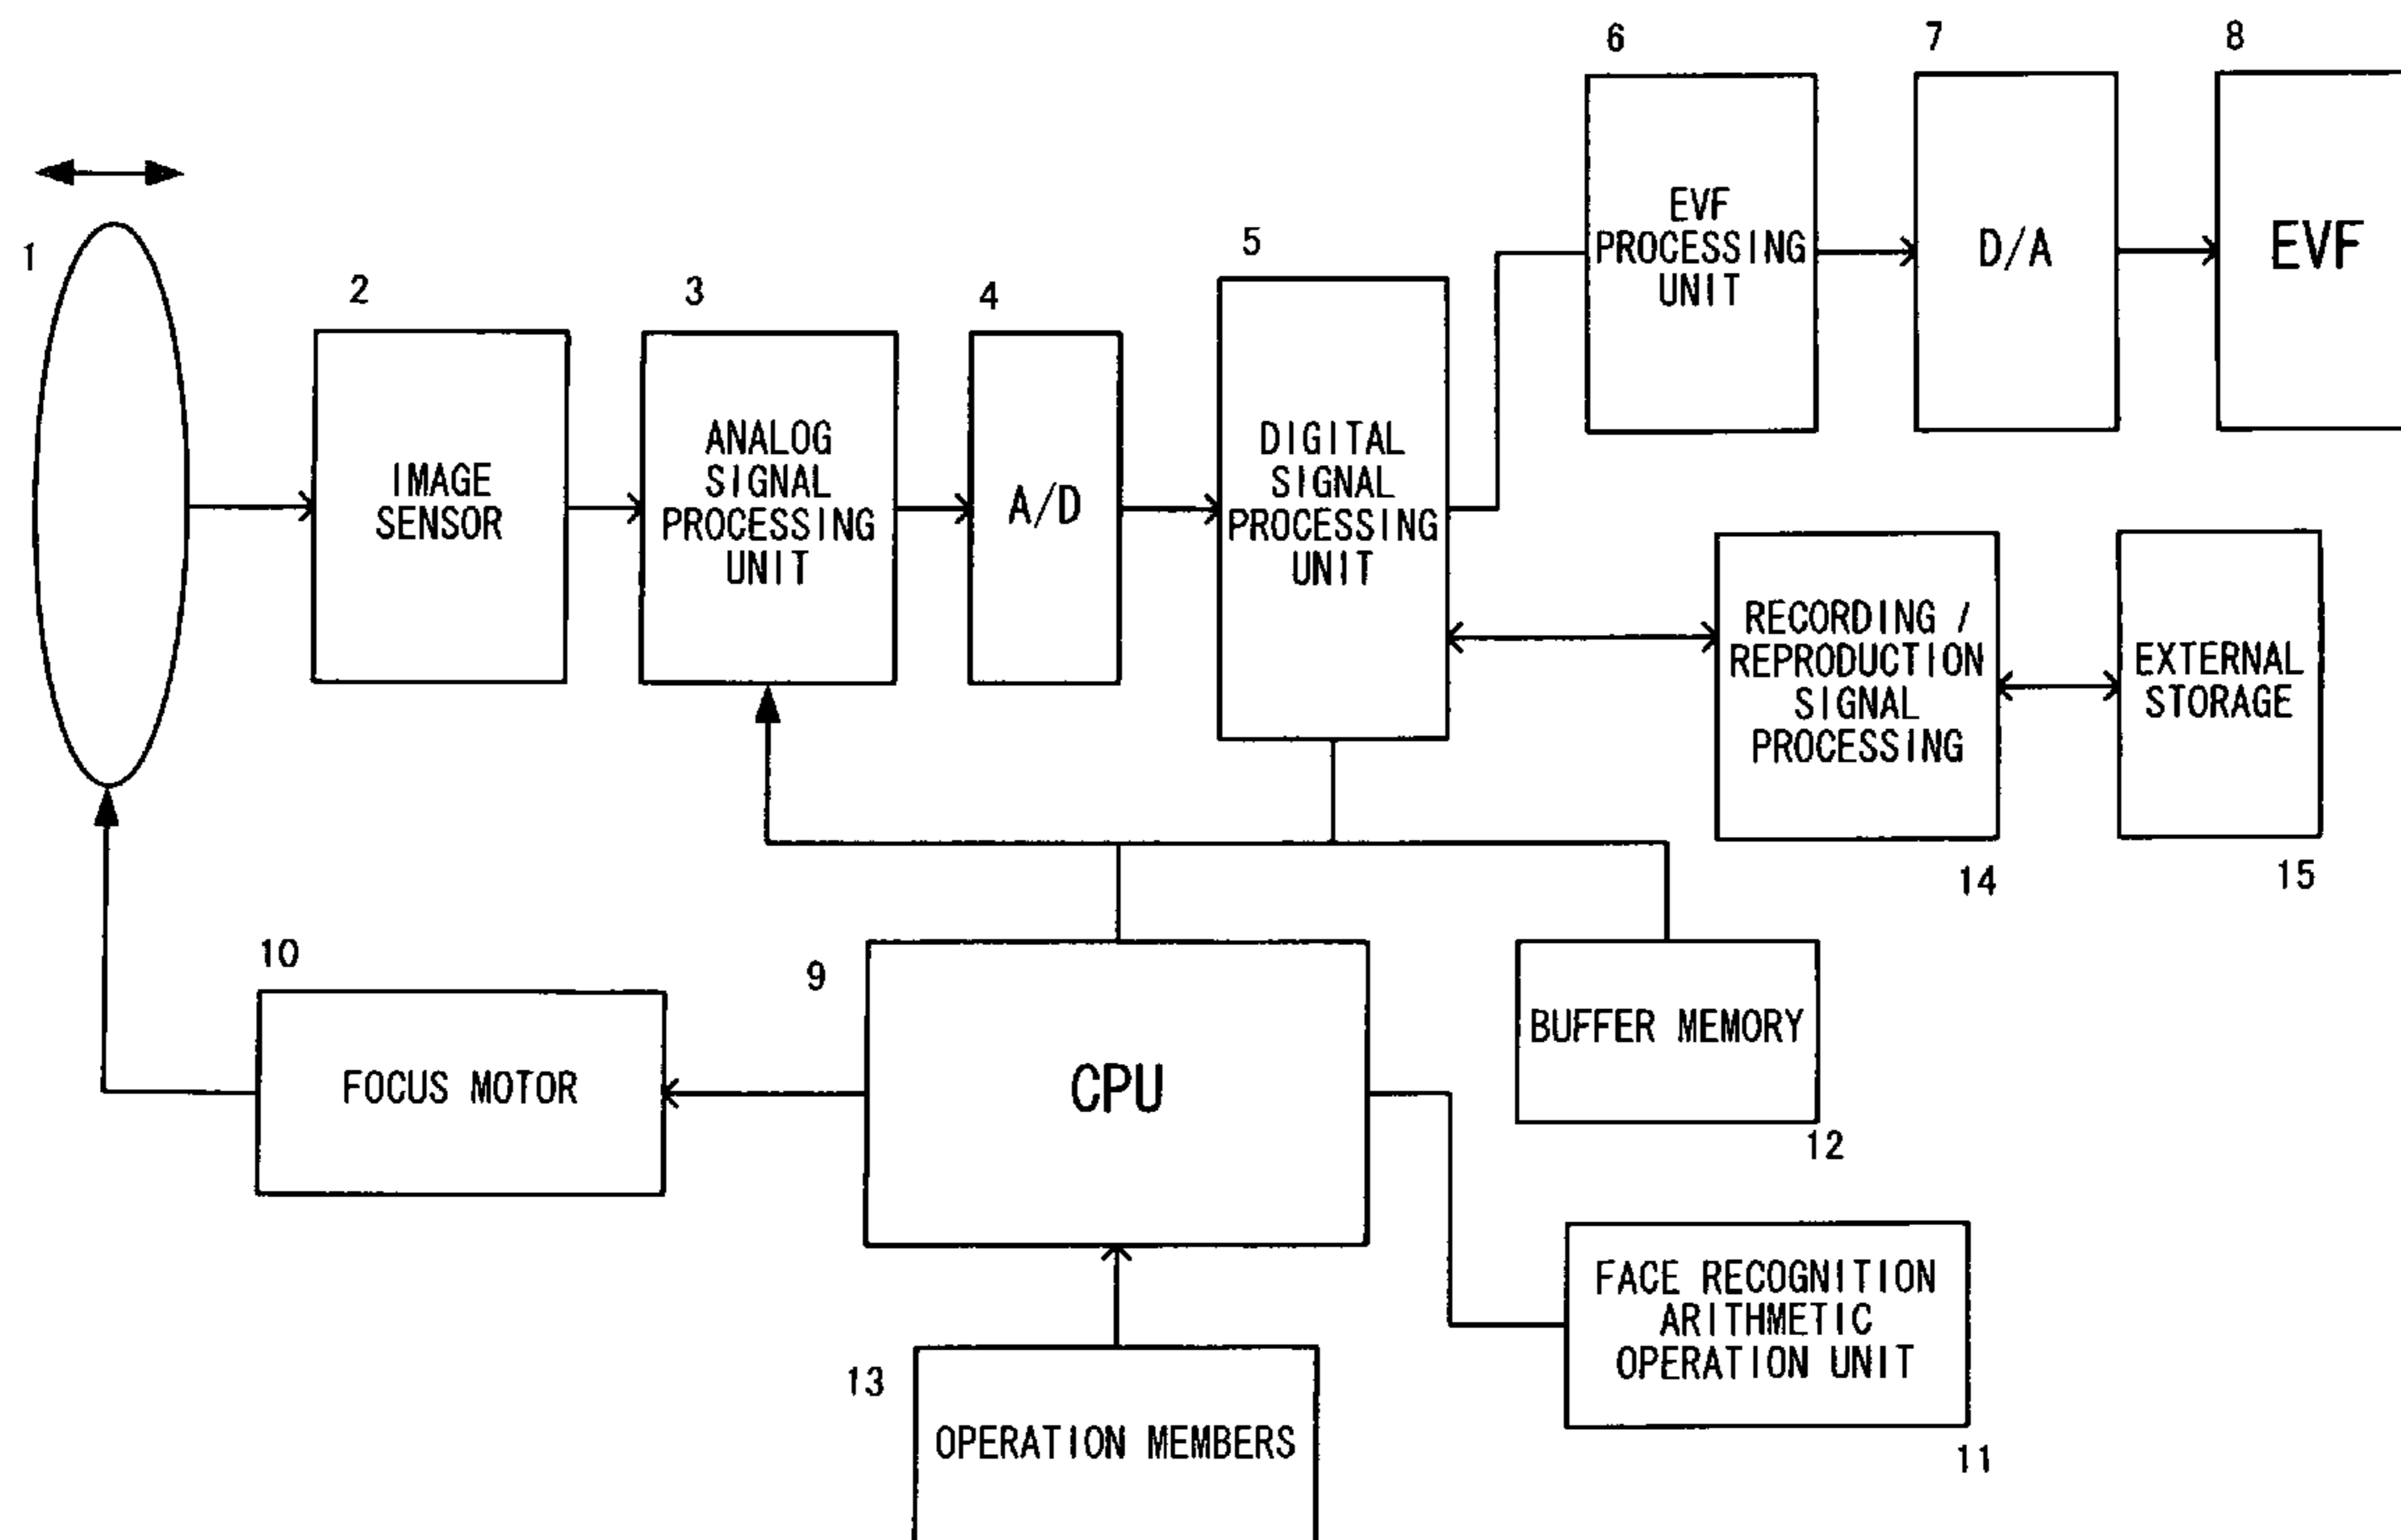 6
7
8
1
2
3
4
5
EVF
PROCESSING
UNIT
D/A
EVF
IMAGE
SENSOR
ANALOG
SIGNAL
PROCESSING
UNIT
A/D
DIGITAL
SIGNAL
PROCESSING
UNIT
RECORDING /
REPRODUCTION
SIGNAL
PROCESSING
EXTERNAL
STORAGE
14
15
10
9
FOCUS MOTOR
CPU
BUFFER MEMORY
12
FACE RECOGNITION
ARITHMETIC
OPERATION UNIT
11
13
OPERATION MEMBERS